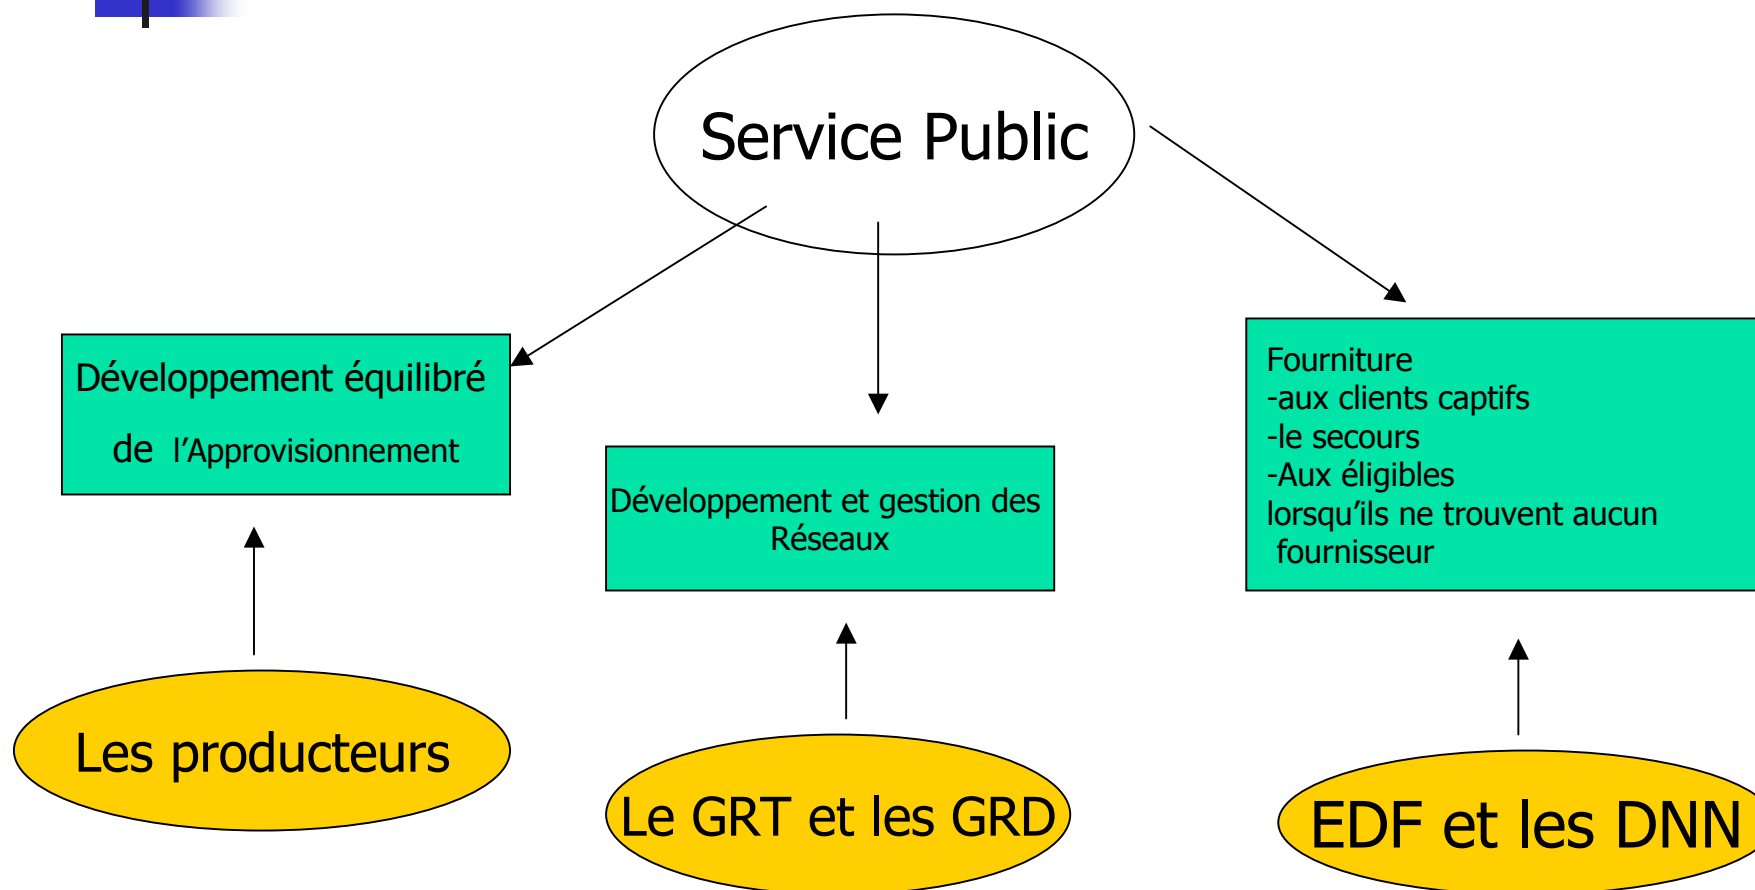 Service Public
Développement équilibré
de l'Approvisionnement
Développement et gestion des
Réseaux
Fourniture
-aux clients captifs
-le secours
-Aux éligibles
lorsqu'ils ne trouvent aucun
fournisseur
Les producteurs
Le GRT et les GRD
EDF et les DNN